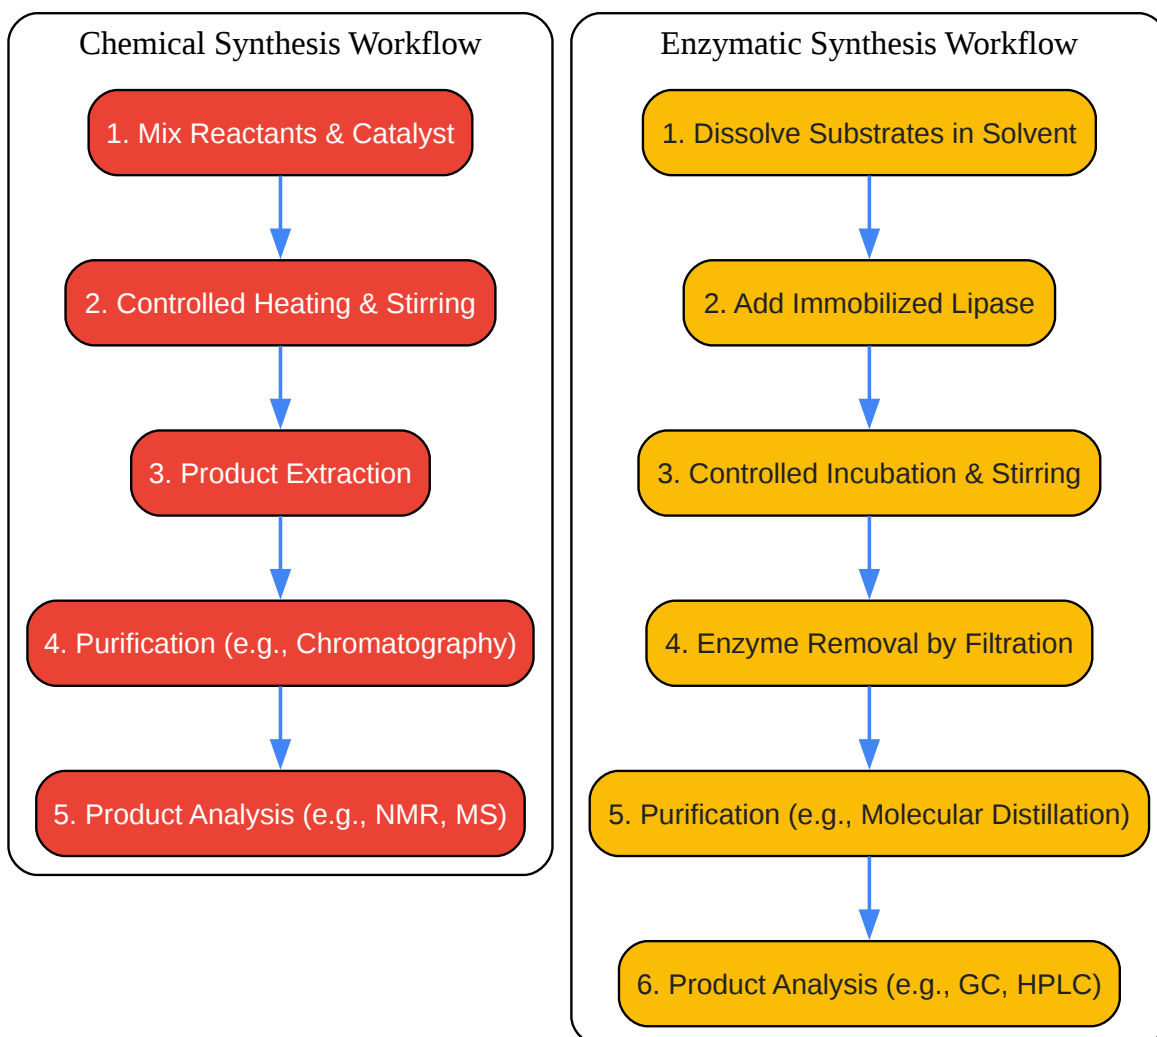 Chemical Synthesis Workflow
1. Mix Reactants & Catalyst
2. Controlled Heating & Stirring
3. Product Extraction
4. Purification (e.g., Chromatography)
5. Product Analysis (e.g., NMR, MS)
Enzymatic Synthesis Workflow
1. Dissolve Substrates in Solvent
2. Add Immobilized Lipase
3. Controlled Incubation & Stirring
4. Enzyme Removal by Filtration
5. Purification (e.g., Molecular Distillation)
6. Product Analysis (e.g., GC, HPLC)